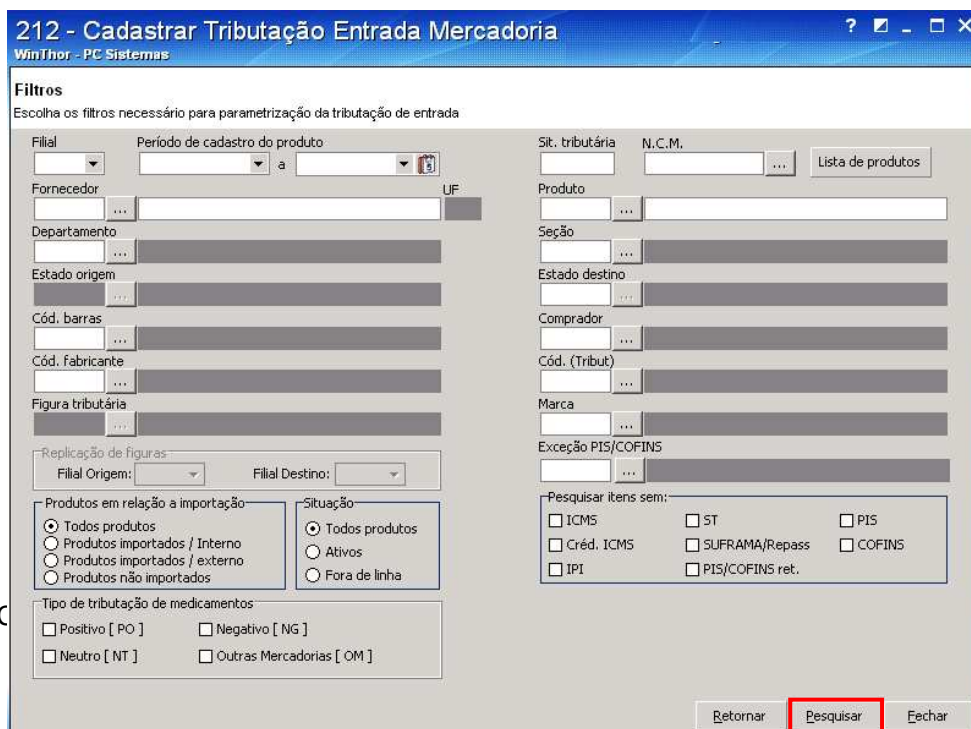 212 - Cadastrar Tributação Entrada Mercadoria
WinThor - PC Sistemas
Filtros
Escolha os filtros necessário para parametrização da tributação de entrada
Filial Período de cadastro do produto
a
Sit. tributária N.C.M.
... Lista de produtos
Fornecedor UF
...
Produto
...
Departamento
...
Seção
...
Estado origem
...
Estado destino
...
Cód. barras
...
Comprador
...
Cód. fabricante
...
Cód. (Tribut)
...
Figura tributária
...
Marca
...
Exceção PIS/COFINS
...
Replicação de figuras
Filial Origem: Filial Destino:
Produtos em relação a importação
Todos produtos
Produtos importados / Interno
Produtos importados / externo
Produtos não importados
Situação
Todos produtos
Ativos
Fora de linha
Pesquisar itens sem:
ICMS ST PIS
Créd. ICMS SUFRAMA/Repass COFINS
IPI PIS/COFINS ret.
Tipo de tributação de medicamentos
Positivo [ PO ] Negativo [ NG ]
Neutro [ NT ] Outras Mercadorias [ OM ]
Retornar Pesquisar Fechar